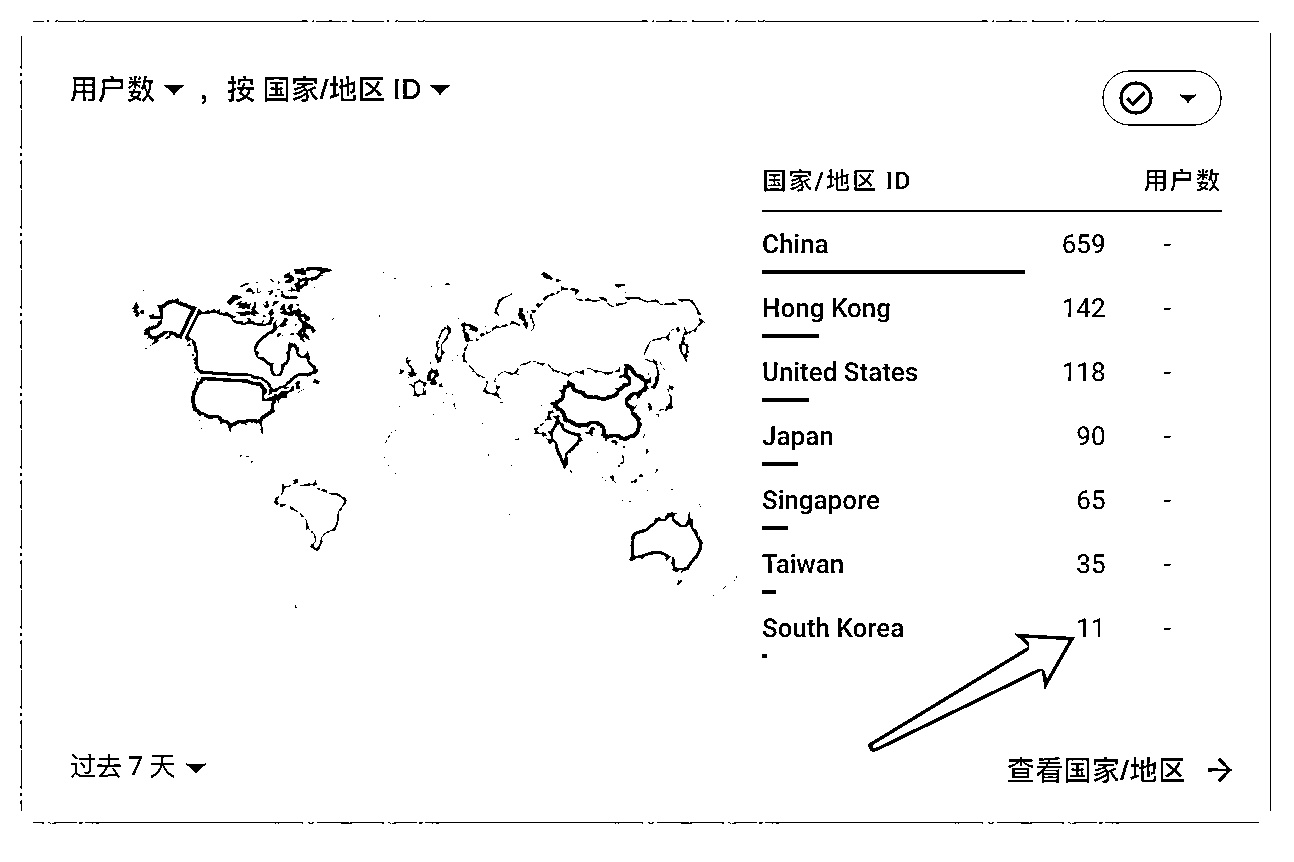 用户数 ,按 国家/地区 ID
国家/地区 ID 用户数
China 659 -
Hong Kong 142 -
United States 118 -
Japan 90 -
Singapore 65 -
Taiwan 35 -
South Korea 11 -
过去 7 天
查看国家/地区 →